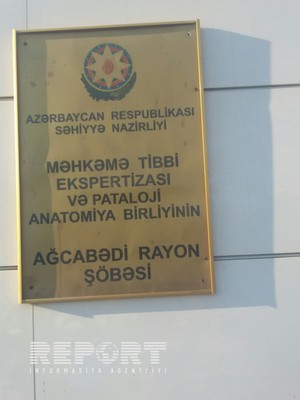 AZƏRBAYCAN RESPUBLİKASI
SƏHİYYƏ NAZİRLİYİ
MƏHKƏMƏ TİBBİ
EKSPERTİZASI
VƏ PATALOJİ
ANATOMİYA BİRLİYİNİN
AĞCABƏDİ RAYON
ŞÖBƏSİ
REPORT
İNFORMASİYA AGENTLİYİ